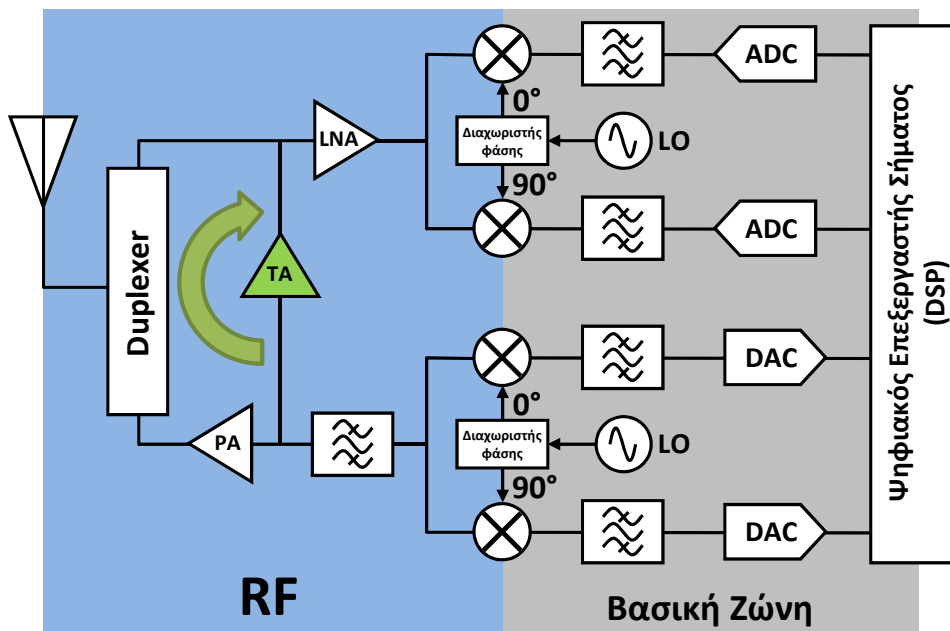 ADC
LNA
0°
Διαχωριστής
φάσης
LO
90°
ADC
Duplexer
TA
DAC
0°
PA
Διαχωριστής
φάσης
LO
90°
DAC
Ψηφιακός Επεξεργαστής Σήματος
(DSP)
RF
Βασική Ζώνη